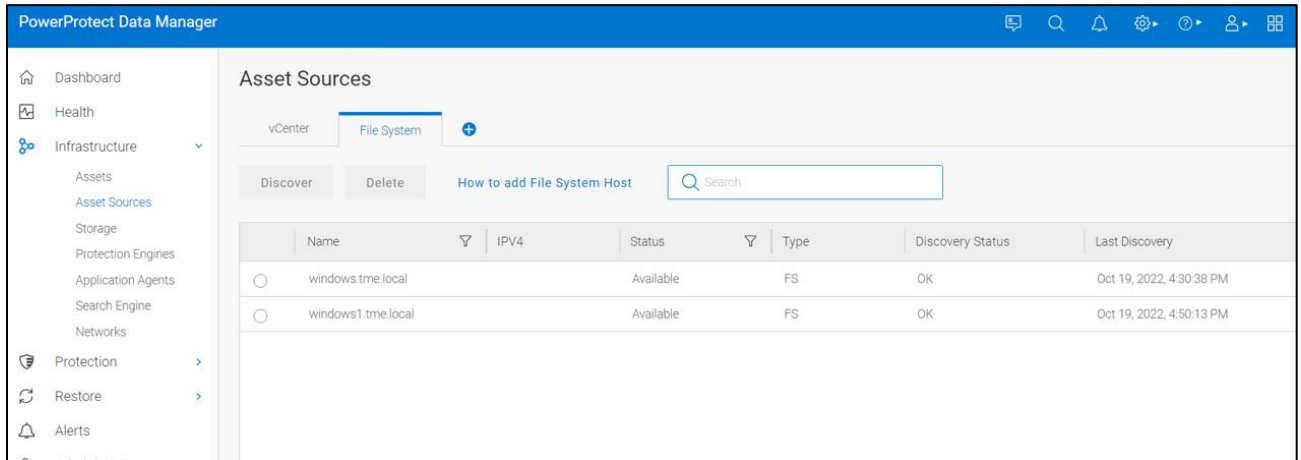 PowerProtect Data Manager
Dashboard
Health
Infrastructure
Assets
Asset Sources
Storage
Protection Engines
Application Agents
Search Engine
Networks
Protection
Restore
Alerts
Asset Sources
vCenter File System
Discover Delete How to add File System Host Search
Name IPV4 Status Type Discovery Status Last Discovery
windows.tme.local Available FS OK Oct 19, 2022, 4:30:38 PM
windows1.tme.local Available FS OK Oct 19, 2022, 4:50:13 PM